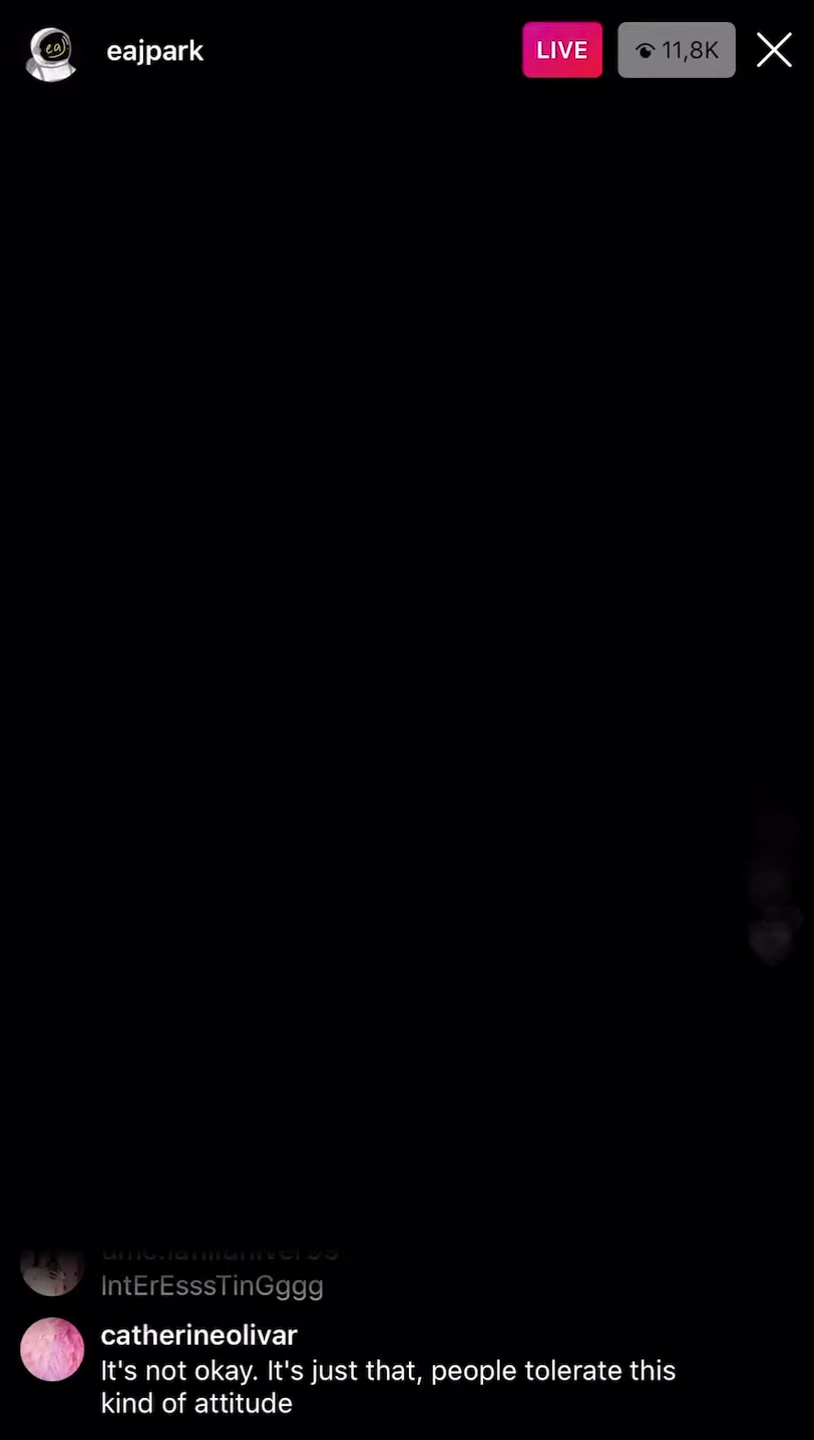 eajpark
LIVE
11,8K
IntErEsssTinGggg
catherineolivar
It's not okay. It's just that, people tolerate this
kind of attitude